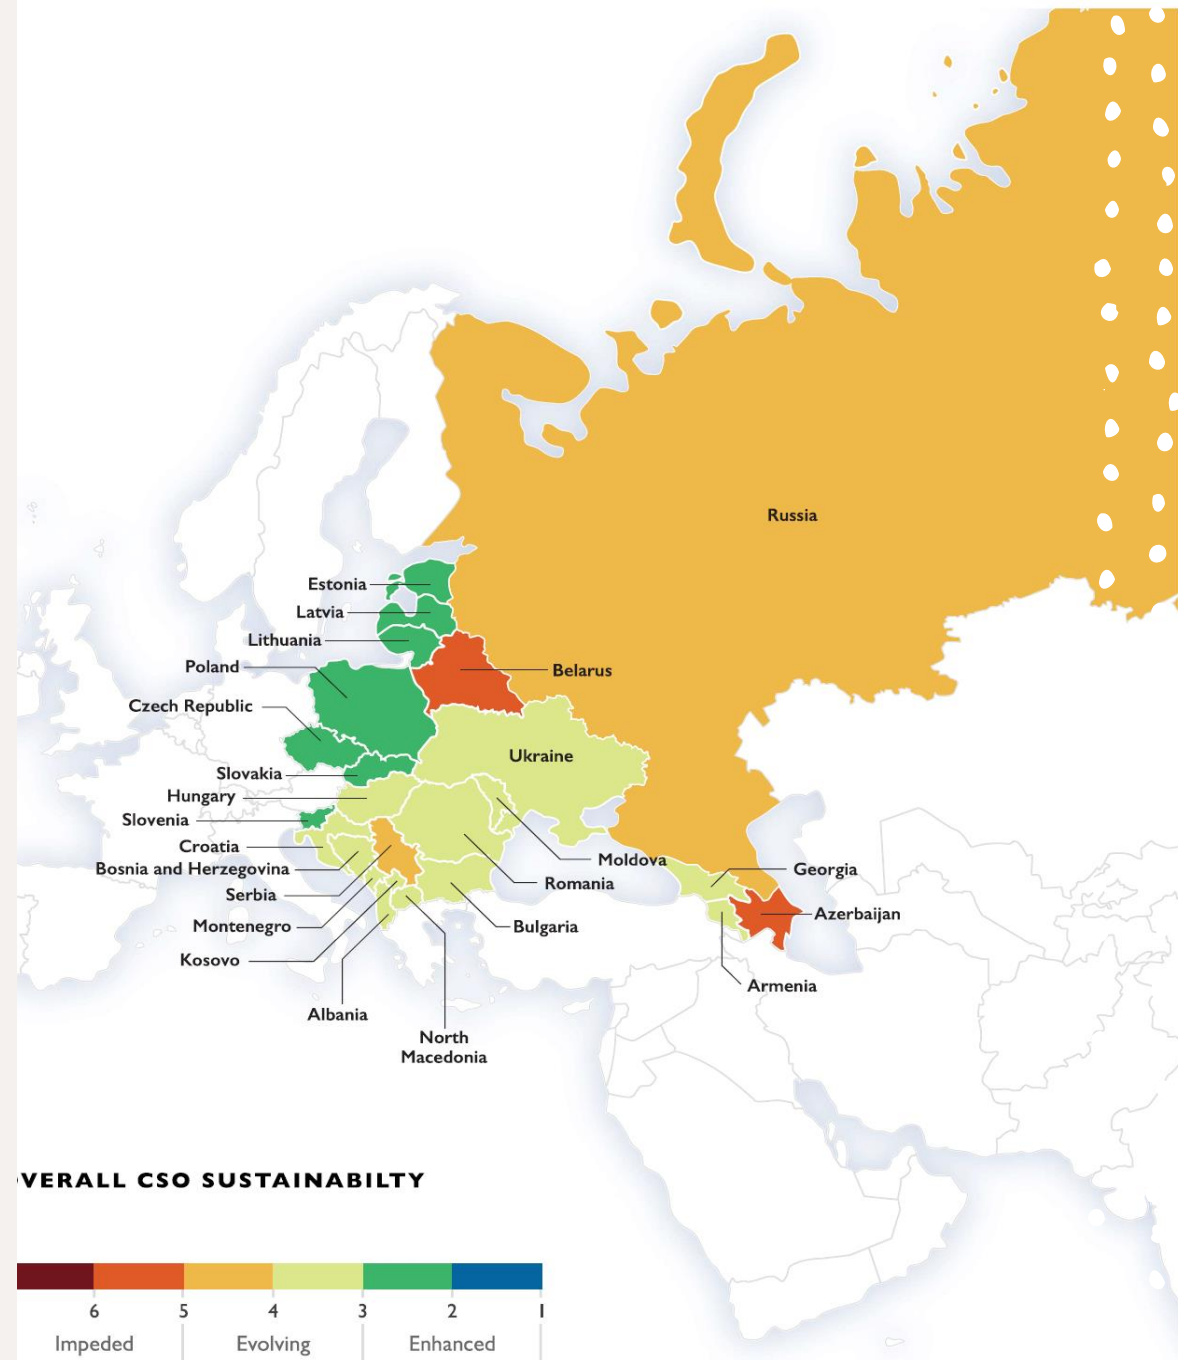 Russia
Estonia
Latvia
Lithuania
Poland
Belarus
Czech Republic
Ukraine
Slovakia
Hungary
Slovenia
Croatia
Moldova
Bosnia and Herzegovina
Georgia
Romania
Serbia
Azerbaijan
Montenegro
Bulgaria
Kosovo
Armenia
Albania
North
Macedonia
VERALL CSO SUSTAINABILTY
6 5 4 3 2 1
Impeded Evolving Enhanced